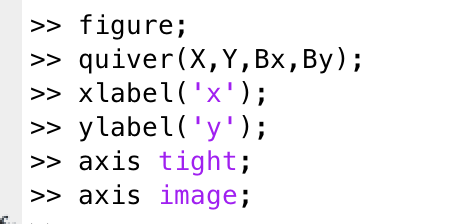 >> figure;
>> quiver(X,Y,Bx,By);
>> xlabel('x');
>> ylabel('y');
>> axis tight;
>> axis image;